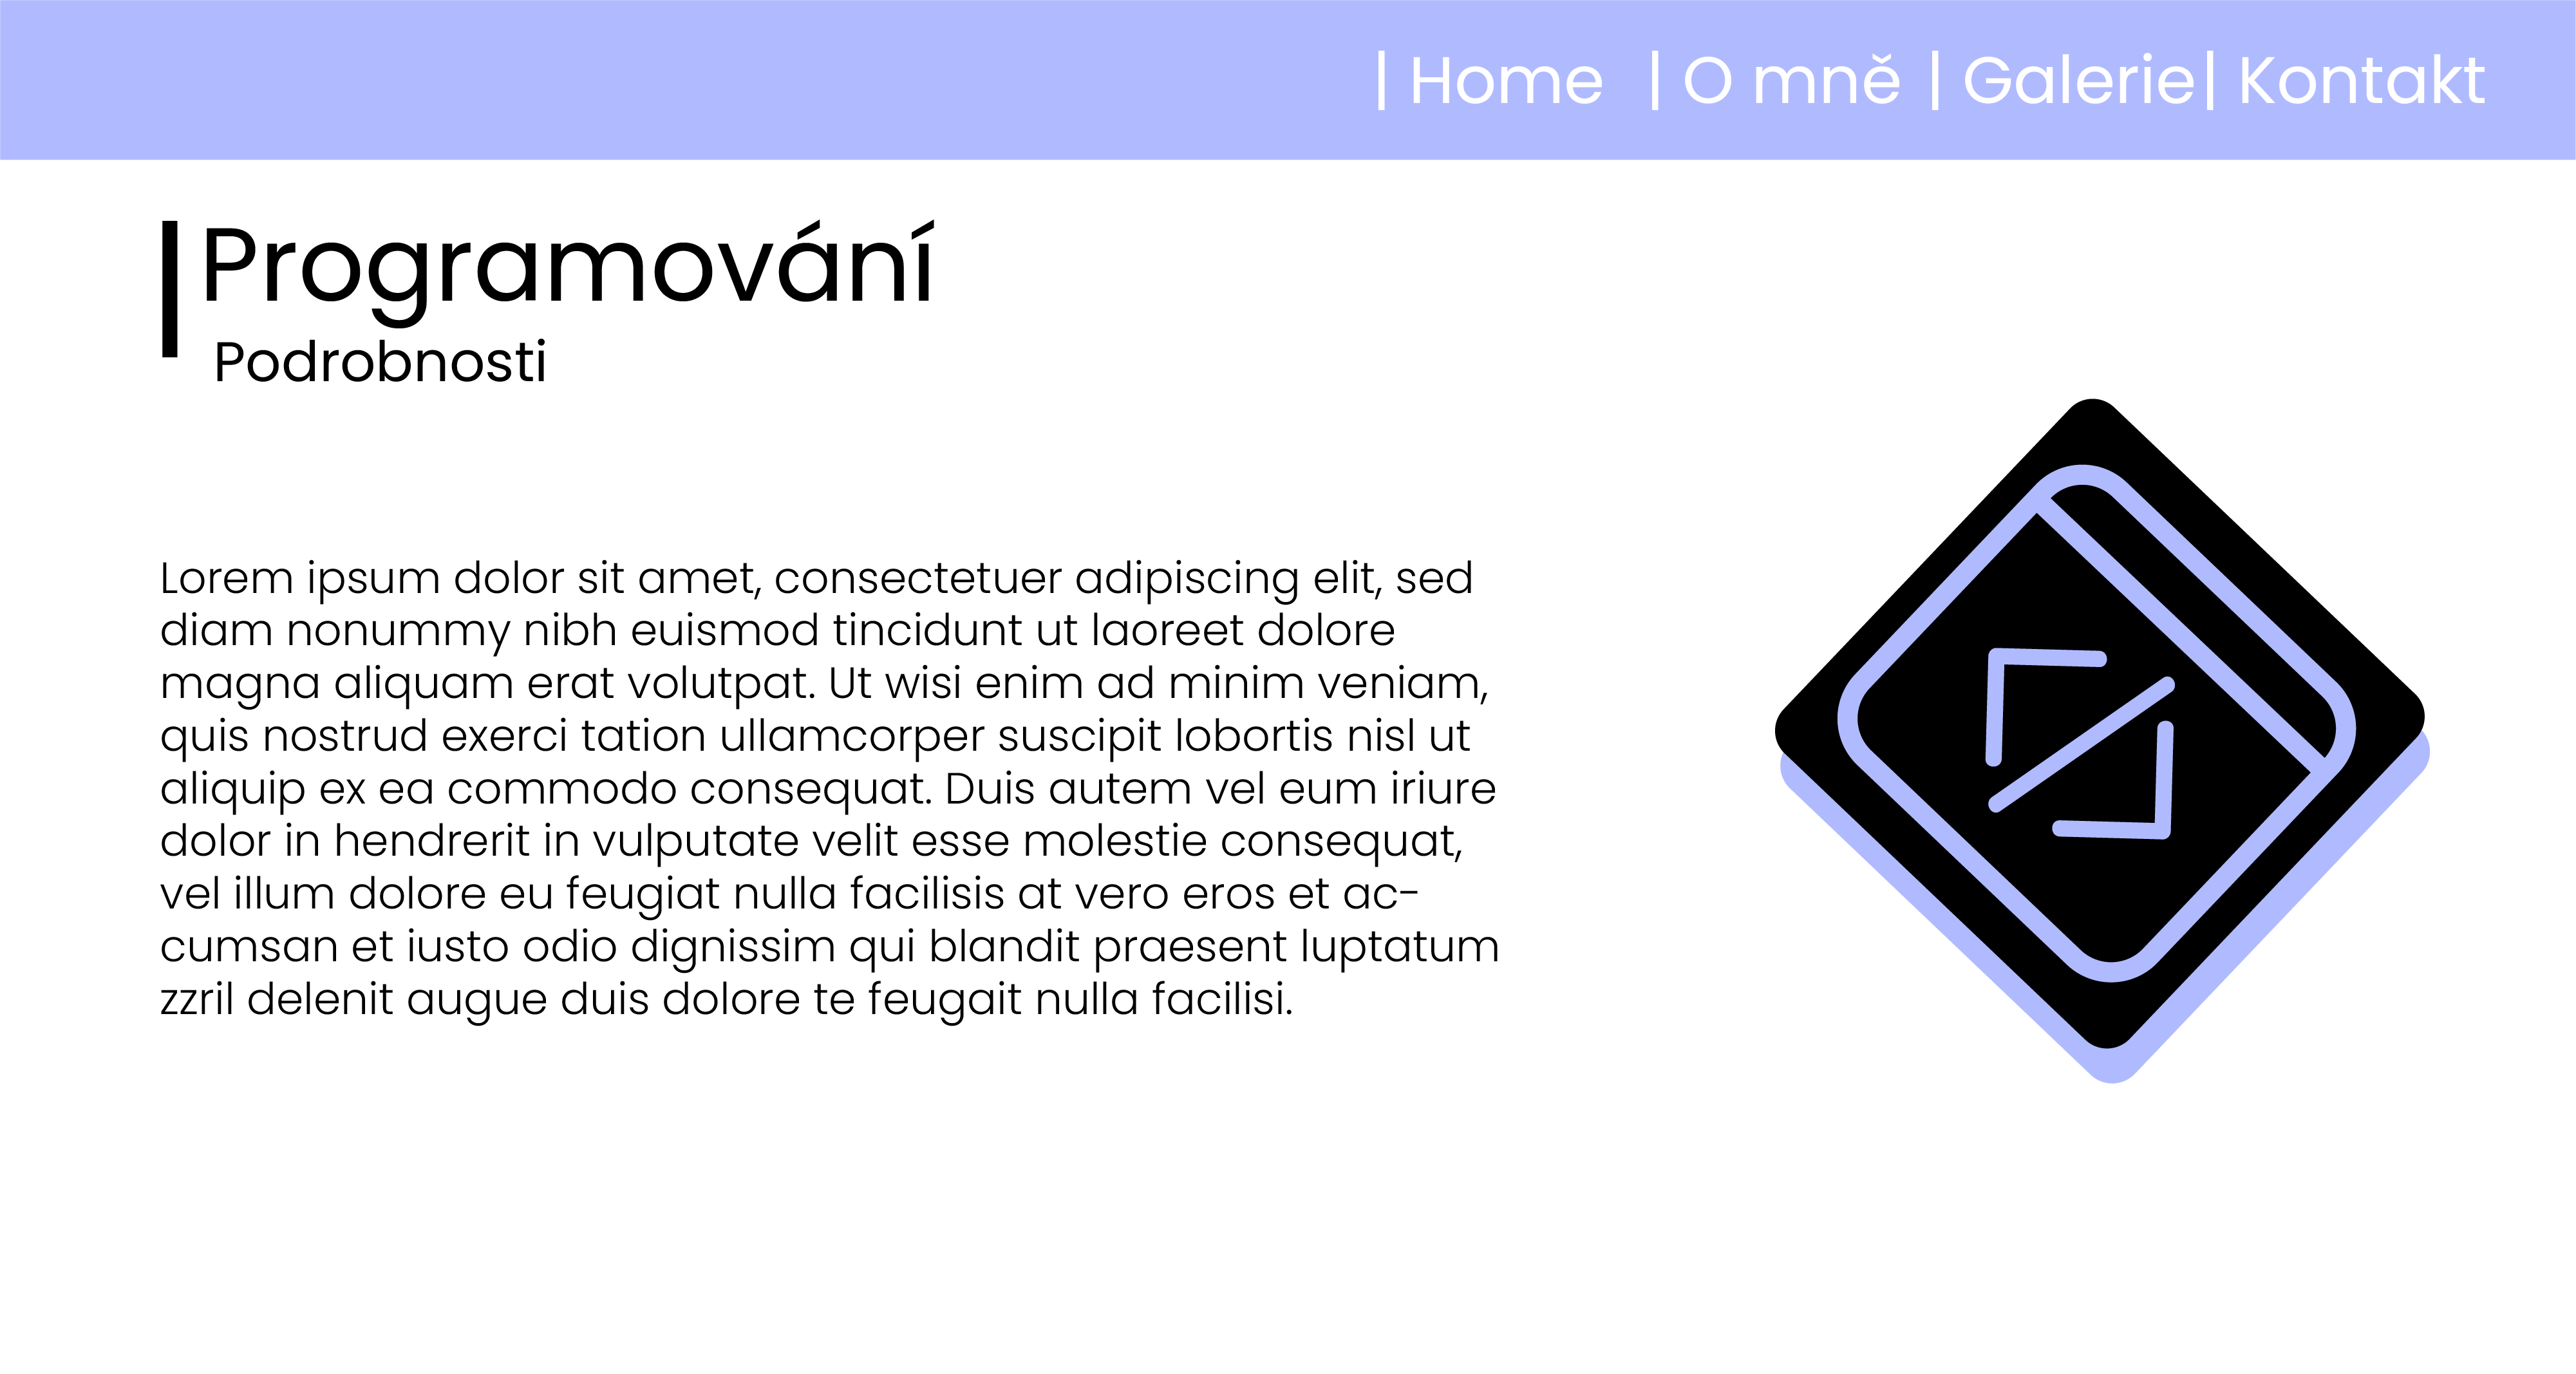 | Home | O mně | Galerie | Kontakt
Programování
Podrobnosti
Lorem ipsum dolor sit amet, consectetuer adipiscing elit, sed
diam nonummy nibh euismod tincidunt ut laoreet dolore
magna aliquam erat volutpat. Ut wisi enim ad minim veniam,
quis nostrud exerci tation ullamcorper suscipit lobortis nisl ut
aliquip ex ea commodo consequat. Duis autem vel eum iriure
dolor in hendrerit in vulputate velit esse molestie consequat,
vel illum dolore eu feugiat nulla facilisis at vero eros et ac-
cumsan et iusto odio dignissim qui blandit praesent luptatum
zzril delenit augue duis dolore te feugait nulla facilisi.